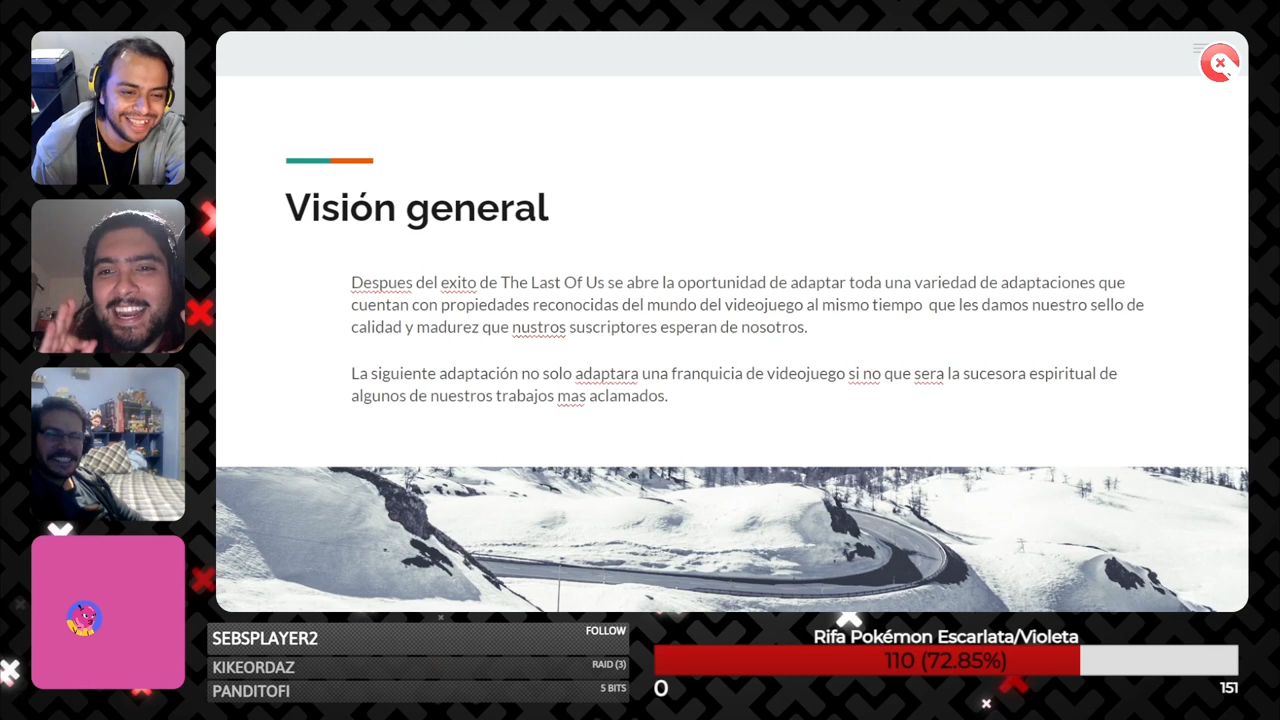 Visión general
Despues del exito de The Last Of Us se abre la oportunidad de adaptar toda una variedad de adaptaciones que
cuentan con propiedades reconocidas del mundo del videojuego al mismo tiempo que les damos nuestro sello de
calidad y madurez que nustros suscriptores esperan de nosotros.
La siguiente adaptación no solo adaptara una franquicia de videojuego si no que sera la sucesora espiritual de
algunos de nuestros trabajos mas aclamados.
SEBSPLAYER2 FOLLOW
KIKEORDAZ RAID (3)
PANDITOFI 5 BITS
Rifa Pokémon Escarlata/Violeta
110 (72.85%)
0 151